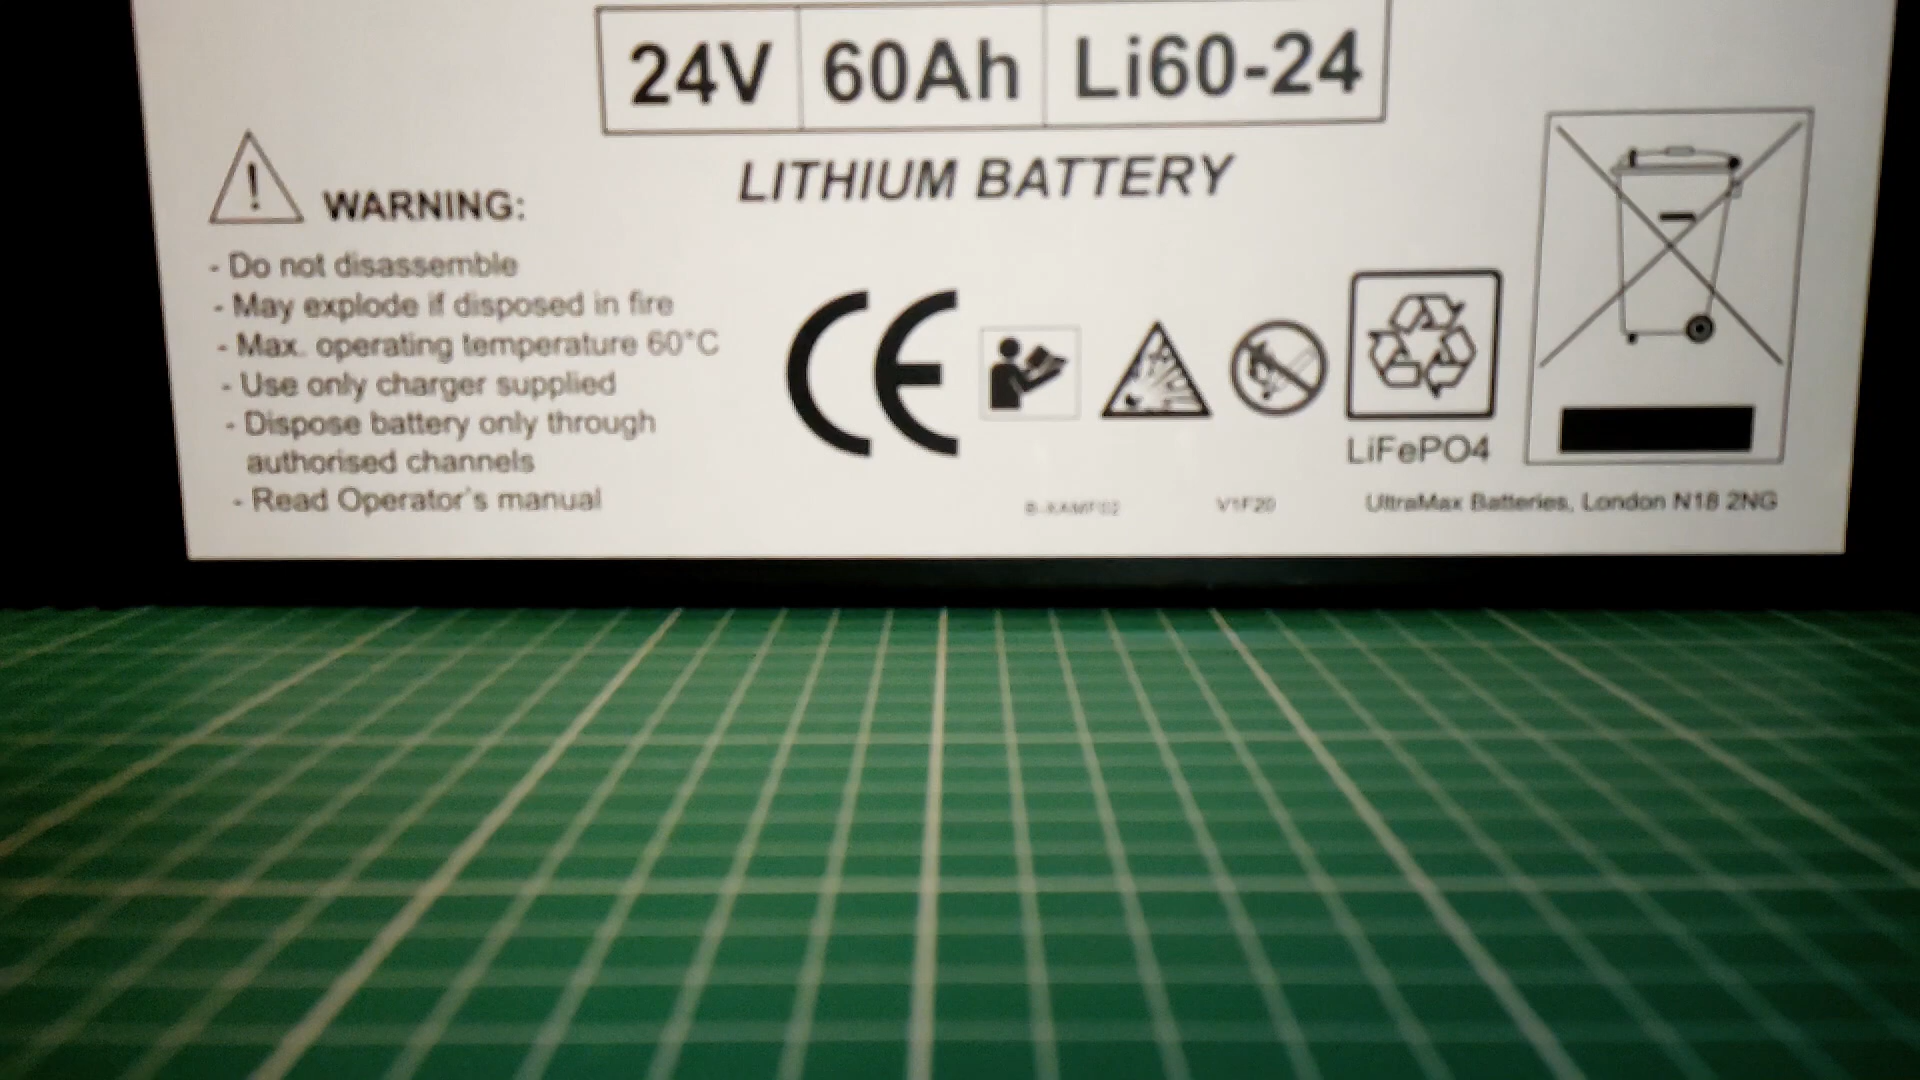 24V 60Ah Li60-24
LITHIUM BATTERY
WARNING:
- Do not disassemble
- May explode if disposed in fire
- Max. operating temperature 60°C
- Use only charger supplied
- Dispose battery only through
authorised channels
- Read Operator's manual
CE
LiFePO4
V1F20
UltraMax Batteries, London N18 2NG